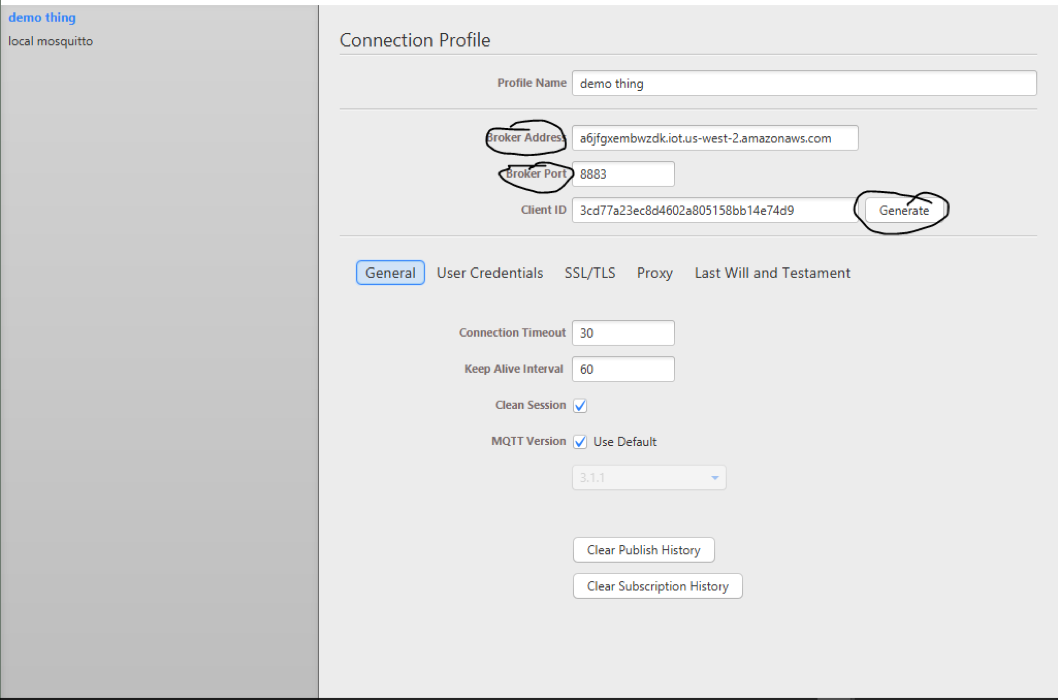 demo thing
local mosquitto
Connection Profile
Profile Name demo thing
Broker Address a6jfgxembwzdk.iot.us-west-2.amazonaws.com
Broker Port 8883
Client ID 3cd77a23ec8d4602a805158bb14e74d9 Generate
General User Credentials SSL/TLS Proxy Last Will and Testament
Connection Timeout 30
Keep Alive Interval 60
Clean Session
MQTT Version Use Default
3.1.1
Clear Publish History
Clear Subscription History